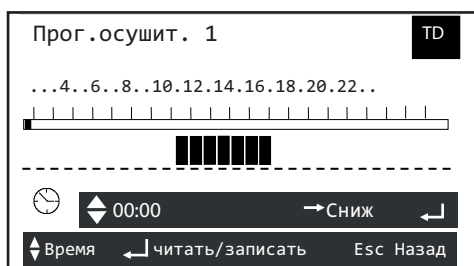 Прог.осушит. 1 TD
...4..6..8..10.12.14.16.18.20.22..
00:00 →Сниж
Время читать/записать Esc Назад